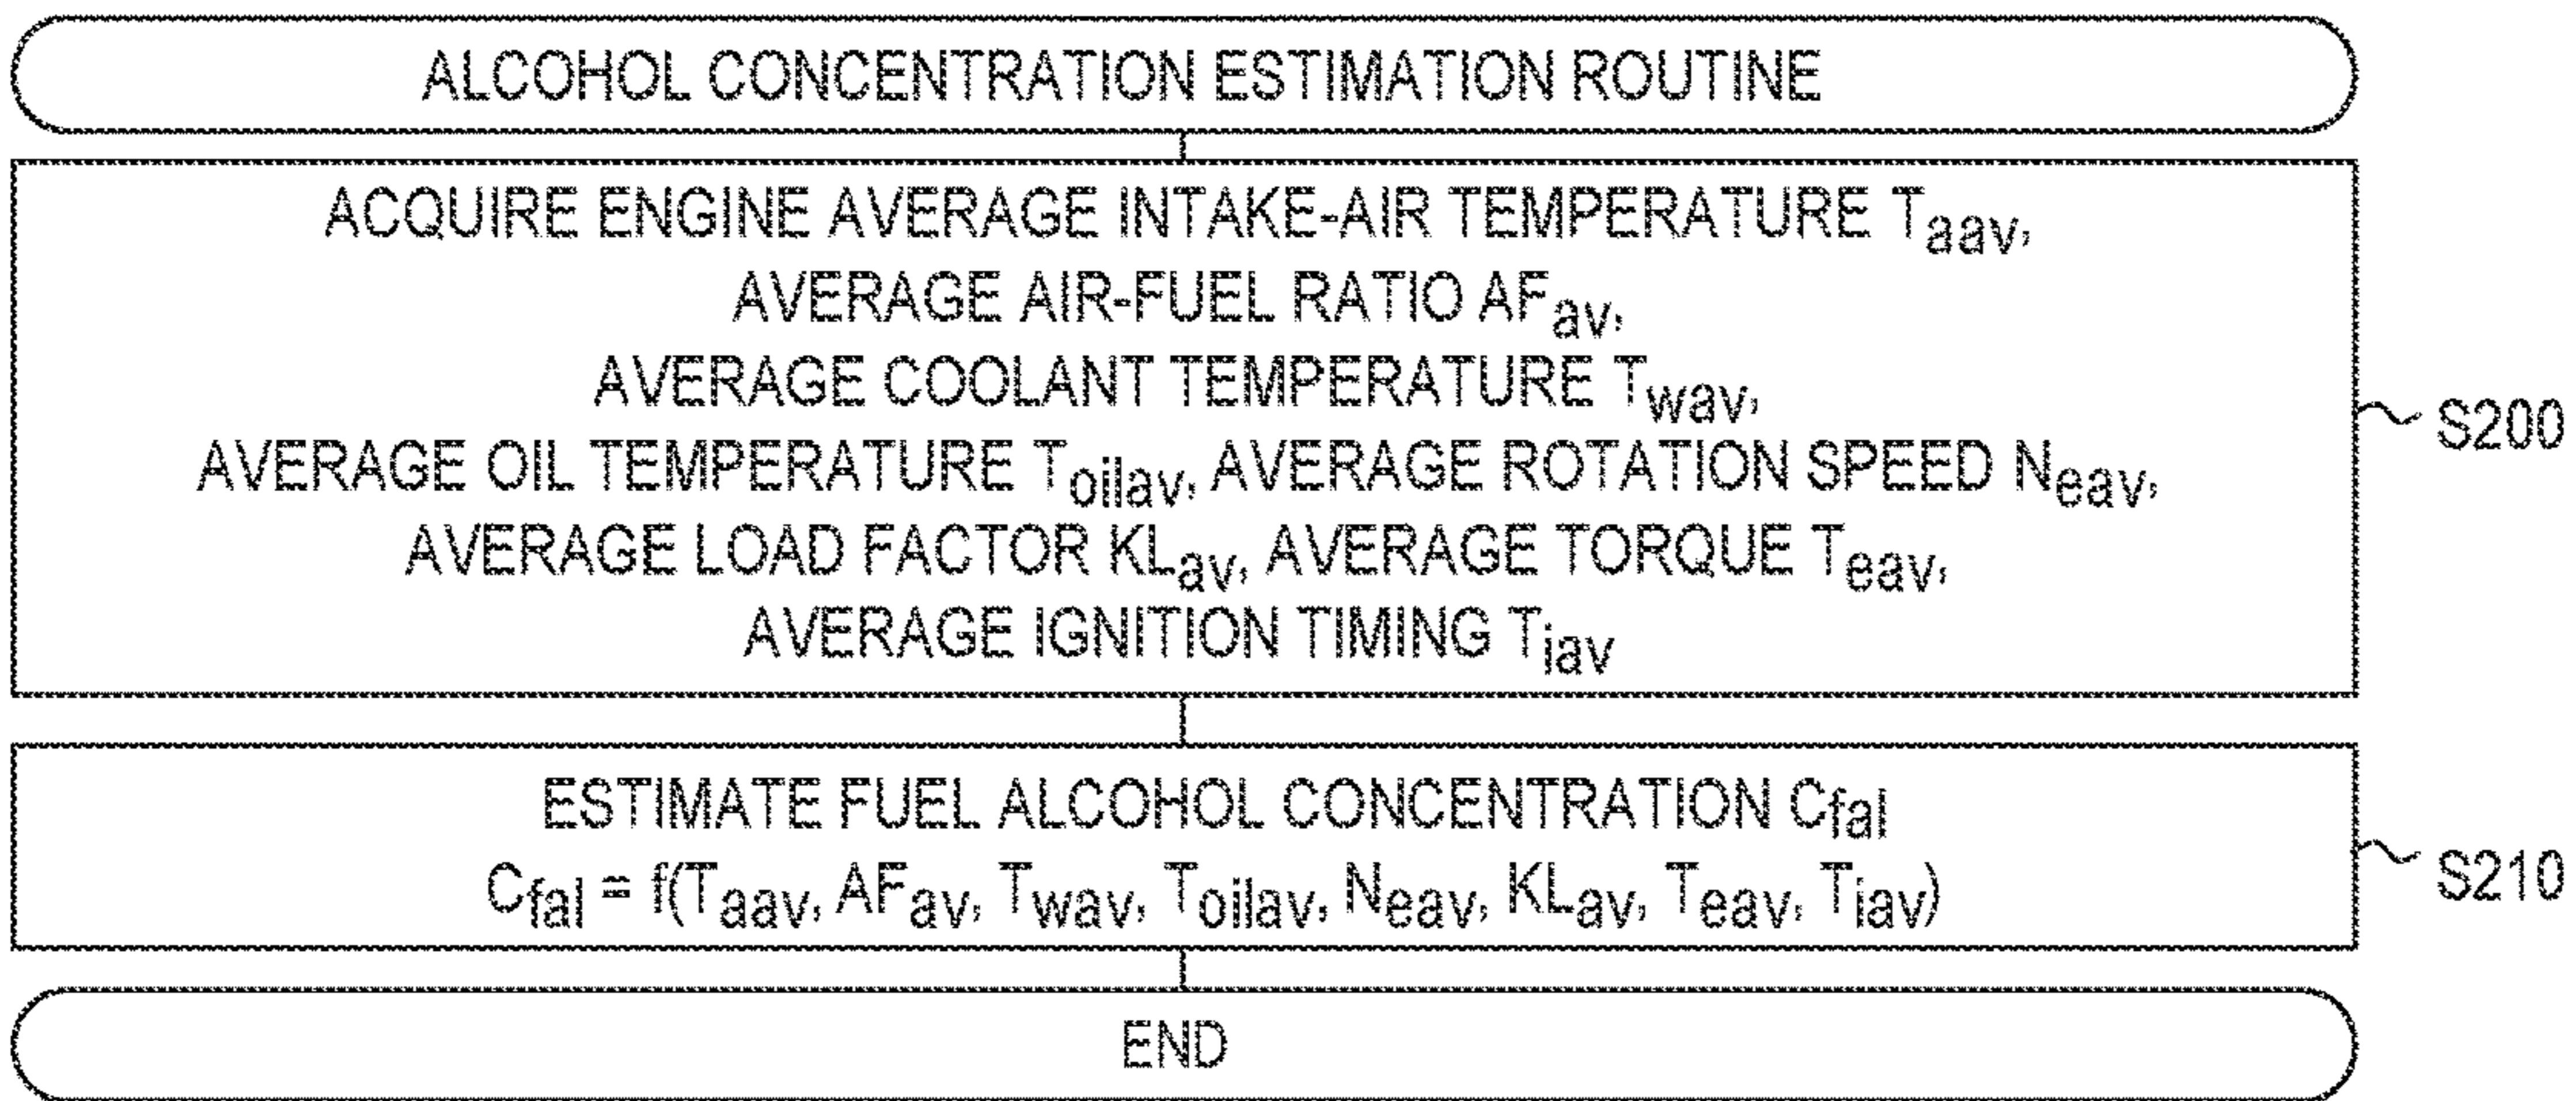 ALCOHOL CONCENTRATION ESTIMATION ROUTINE
ACQUIRE ENGINE AVERAGE INTAKE-AIR TEMPERATURE Taav,
AVERAGE AIR-FUEL RATIO AFav,
AVERAGE COOLANT TEMPERATURE Twav,
AVERAGE OIL TEMPERATURE Toilav, AVERAGE ROTATION SPEED Neav,
AVERAGE LOAD FACTOR KLav, AVERAGE TORQUE Teav,
AVERAGE IGNITION TIMING Tiav
S200
ESTIMATE FUEL ALCOHOL CONCENTRATION Cfal
Cfal = f(Taav, AFav, Twav, Toilav, Neav, KLav, Teav, Tiav)
S210
END